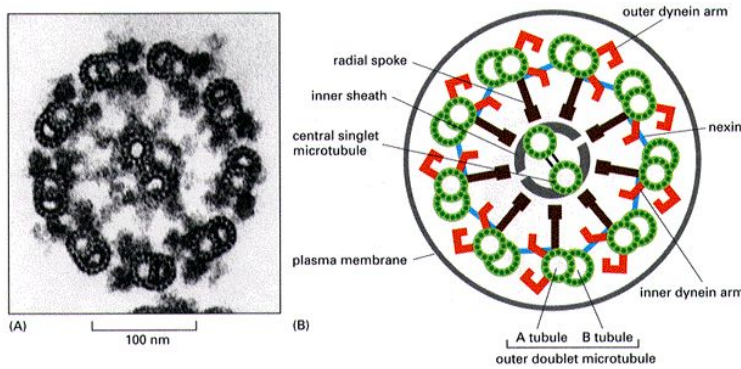 outer dynein arm
radial spoke
inner sheath
central singlet
microtubule
nexin
plasma membrane
inner dynein arm
(A)
100 nm
(B)
A tubule B tubule
outer doublet microtubule